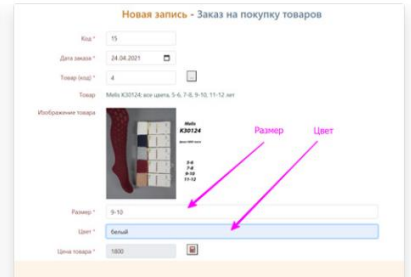 Новая запись - Заказ на покупку товаров
Код * 15
Дата заказа * 24.04.2021
Товар (код) * 4 ...
Товар Melis K30124: все цвета, 5-6, 7-8, 9-10, 11-12 лет
Изображение товара
Melis
K30124
5-6
7-8
9-10
11-12
Размер Цвет
Размер * 9-10
Цвет * белый
Цена товара * 1800